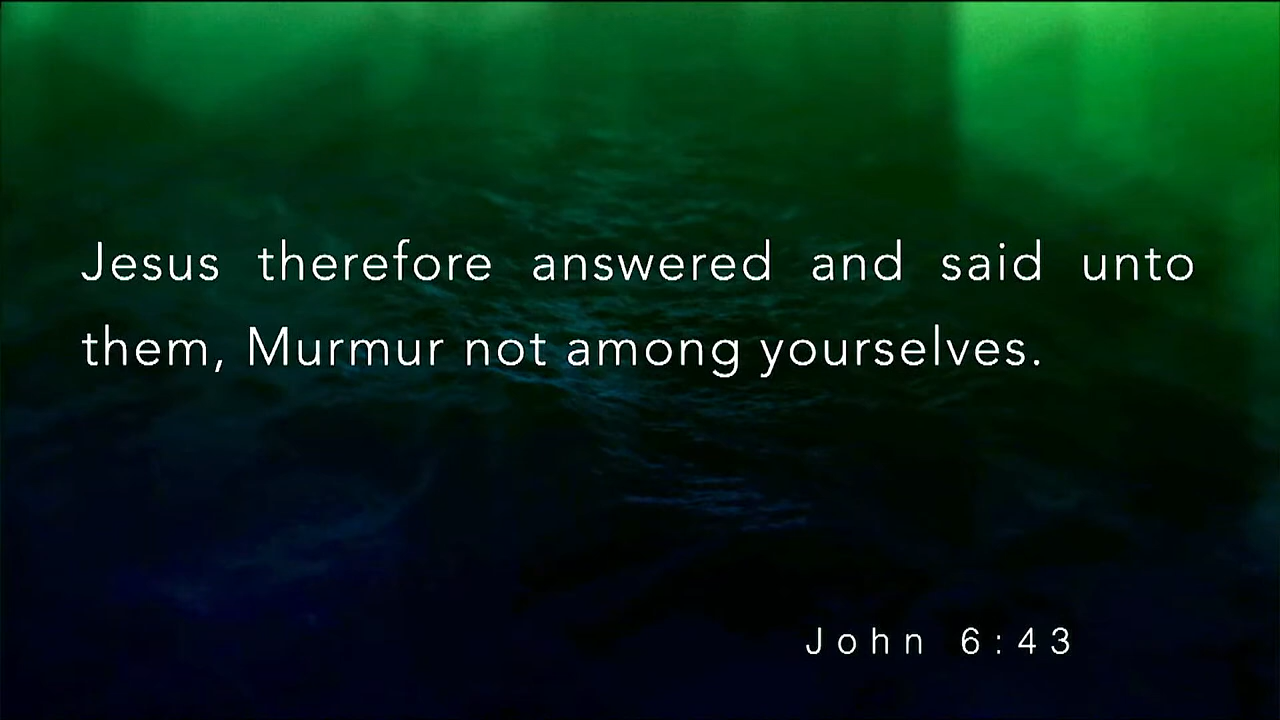 Jesus therefore answered and said unto
them, Murmur not among yourselves.
John 6:43